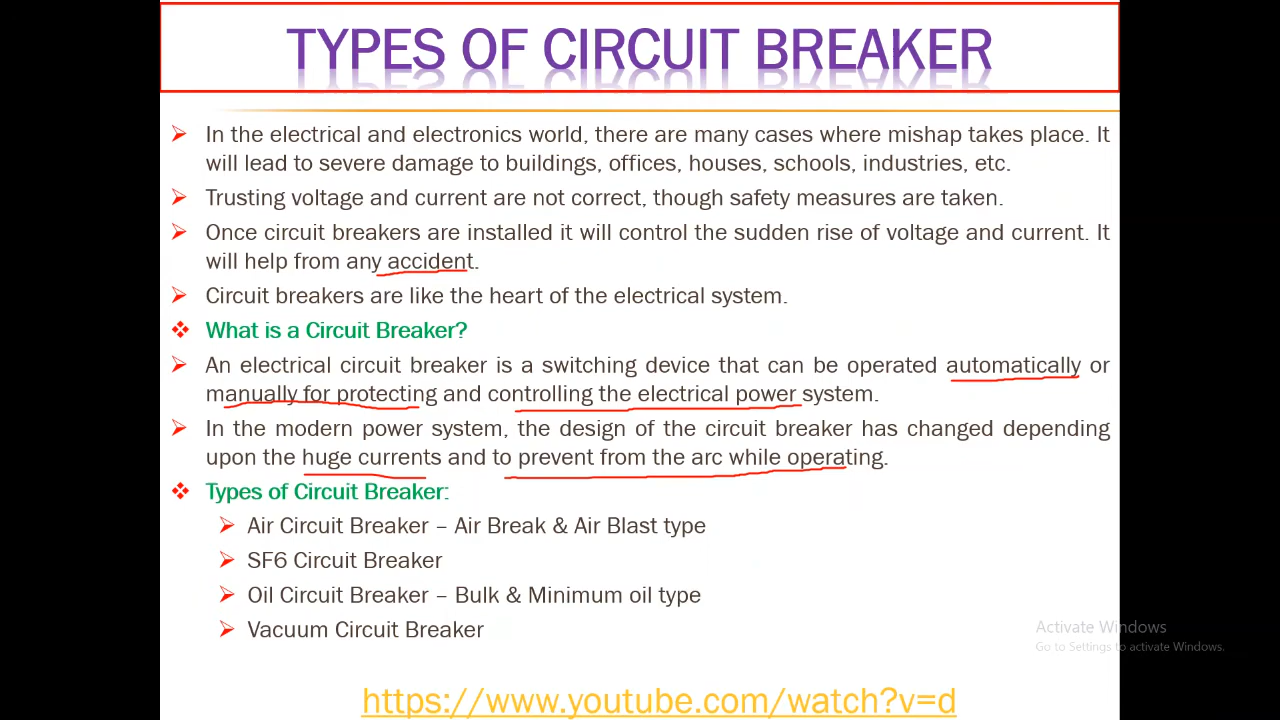 TYPES OF CIRCUIT BREAKER
In the electrical and electronics world, there are many cases where mishap takes place. It
will lead to severe damage to buildings, offices, houses, schools, industries, etc.
Trusting voltage and current are not correct, though safety measures are taken.
Once circuit breakers are installed it will control the sudden rise of voltage and current. It
will help from any accident.
Circuit breakers are like the heart of the electrical system.
What is a Circuit Breaker?
An electrical circuit breaker is a switching device that can be operated automatically or
manually for protecting and controlling the electrical power system.
In the modern power system, the design of the circuit breaker has changed depending
upon the huge currents and to prevent from the arc while operating.
Types of Circuit Breaker:
Air Circuit Breaker – Air Break & Air Blast type
SF6 Circuit Breaker
Oil Circuit Breaker – Bulk & Minimum oil type
Vacuum Circuit Breaker
Activate Windows
Go to Settings to activate Windows.
https://www.youtube.com/watch?v=d